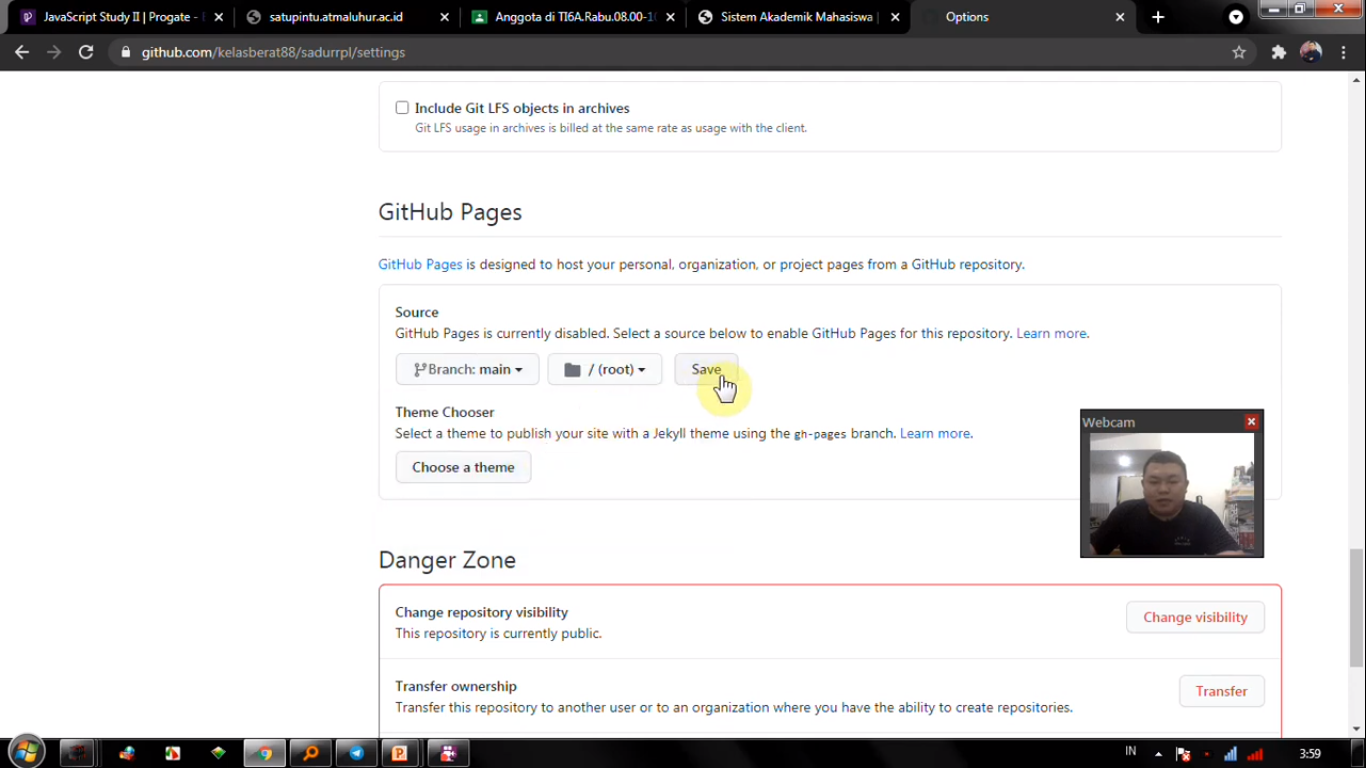 JavaScript Study II | Progate -
satupintu.atmaluhur.ac.id
Anggota di TI6A.Rabu.08.00-1
Sistem Akademik Mahasiswa |
Options
github.com/kelasberat88/sadurrpl/settings
Include Git LFS objects in archives
Git LFS usage in archives is billed at the same rate as usage with the client.
GitHub Pages
GitHub Pages is designed to host your personal, organization, or project pages from a GitHub repository.
Source
GitHub Pages is currently disabled. Select a source below to enable GitHub Pages for this repository. Learn more.
Branch: main
/ (root)
Save
Theme Chooser
Select a theme to publish your site with a Jekyll theme using the gh-pages branch. Learn more.
Choose a theme
Webcam
Danger Zone
Change repository visibility
This repository is currently public.
Change visibility
Transfer ownership
Transfer this repository to another user or to an organization where you have the ability to create repositories.
Transfer
IN
3:59